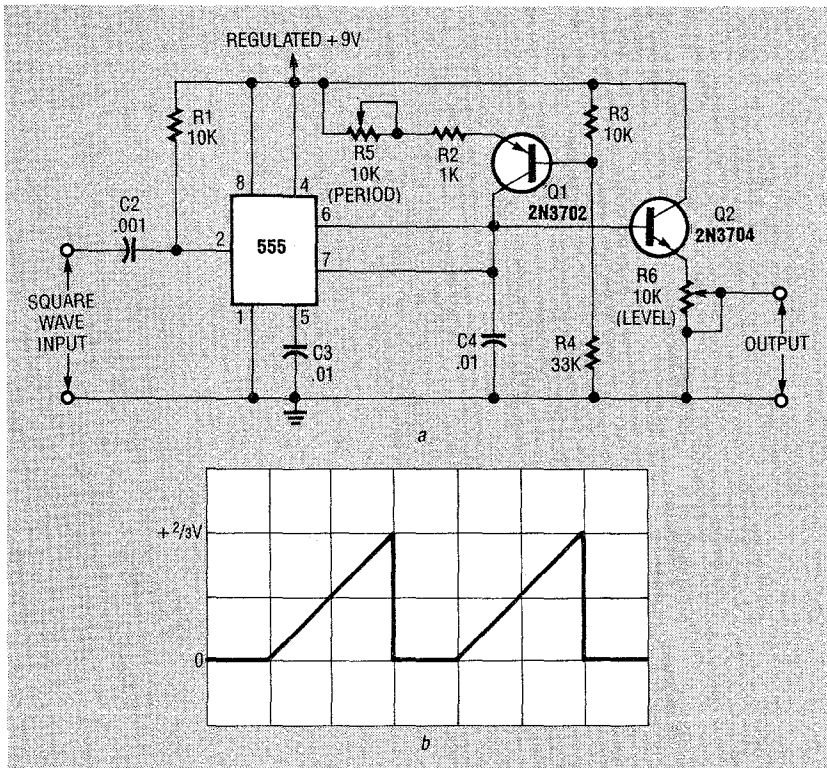 REGULATED +9V
R1
10K
R5
10K
(PERIOD)
R2
1K
R3
10K
Q1
2N3702
Q2
2N3704
C2
.001
8
4
6
2
555
7
1
5
SQUARE
WAVE
INPUT
C3
.01
C4
.01
R4
33K
R6
10K
(LEVEL)
OUTPUT
a
+ 2/3V
0
b